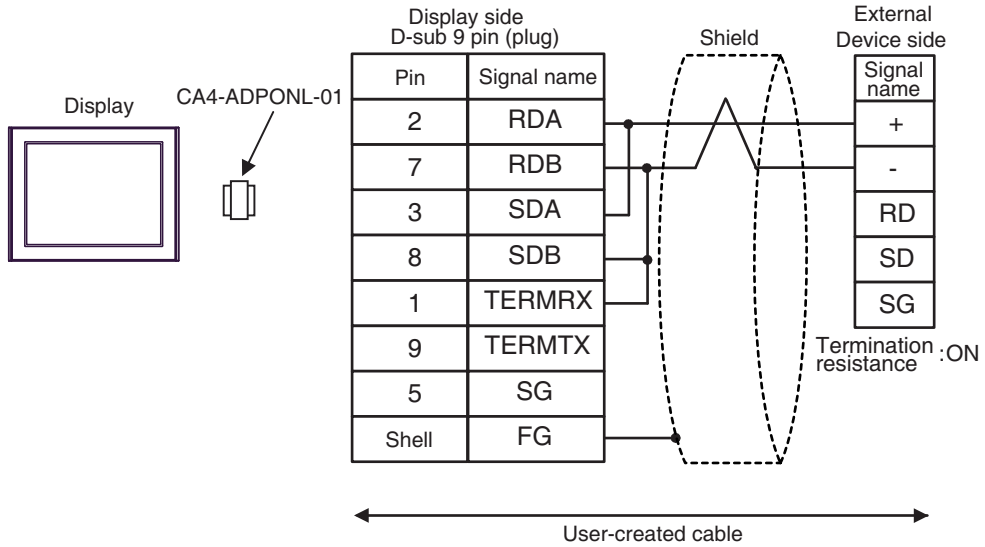 Display side
D-sub 9 pin (plug)
Shield
External
Device side
Display
CA4-ADPONL-01
Pin Signal name
2 RDA
7 RDB
3 SDA
8 SDB
1 TERMRX
9 TERMTX
5 SG
Shell FG
Signal
name
+
-
RD
SD
SG
Termination
resistance :ON
User-created cable